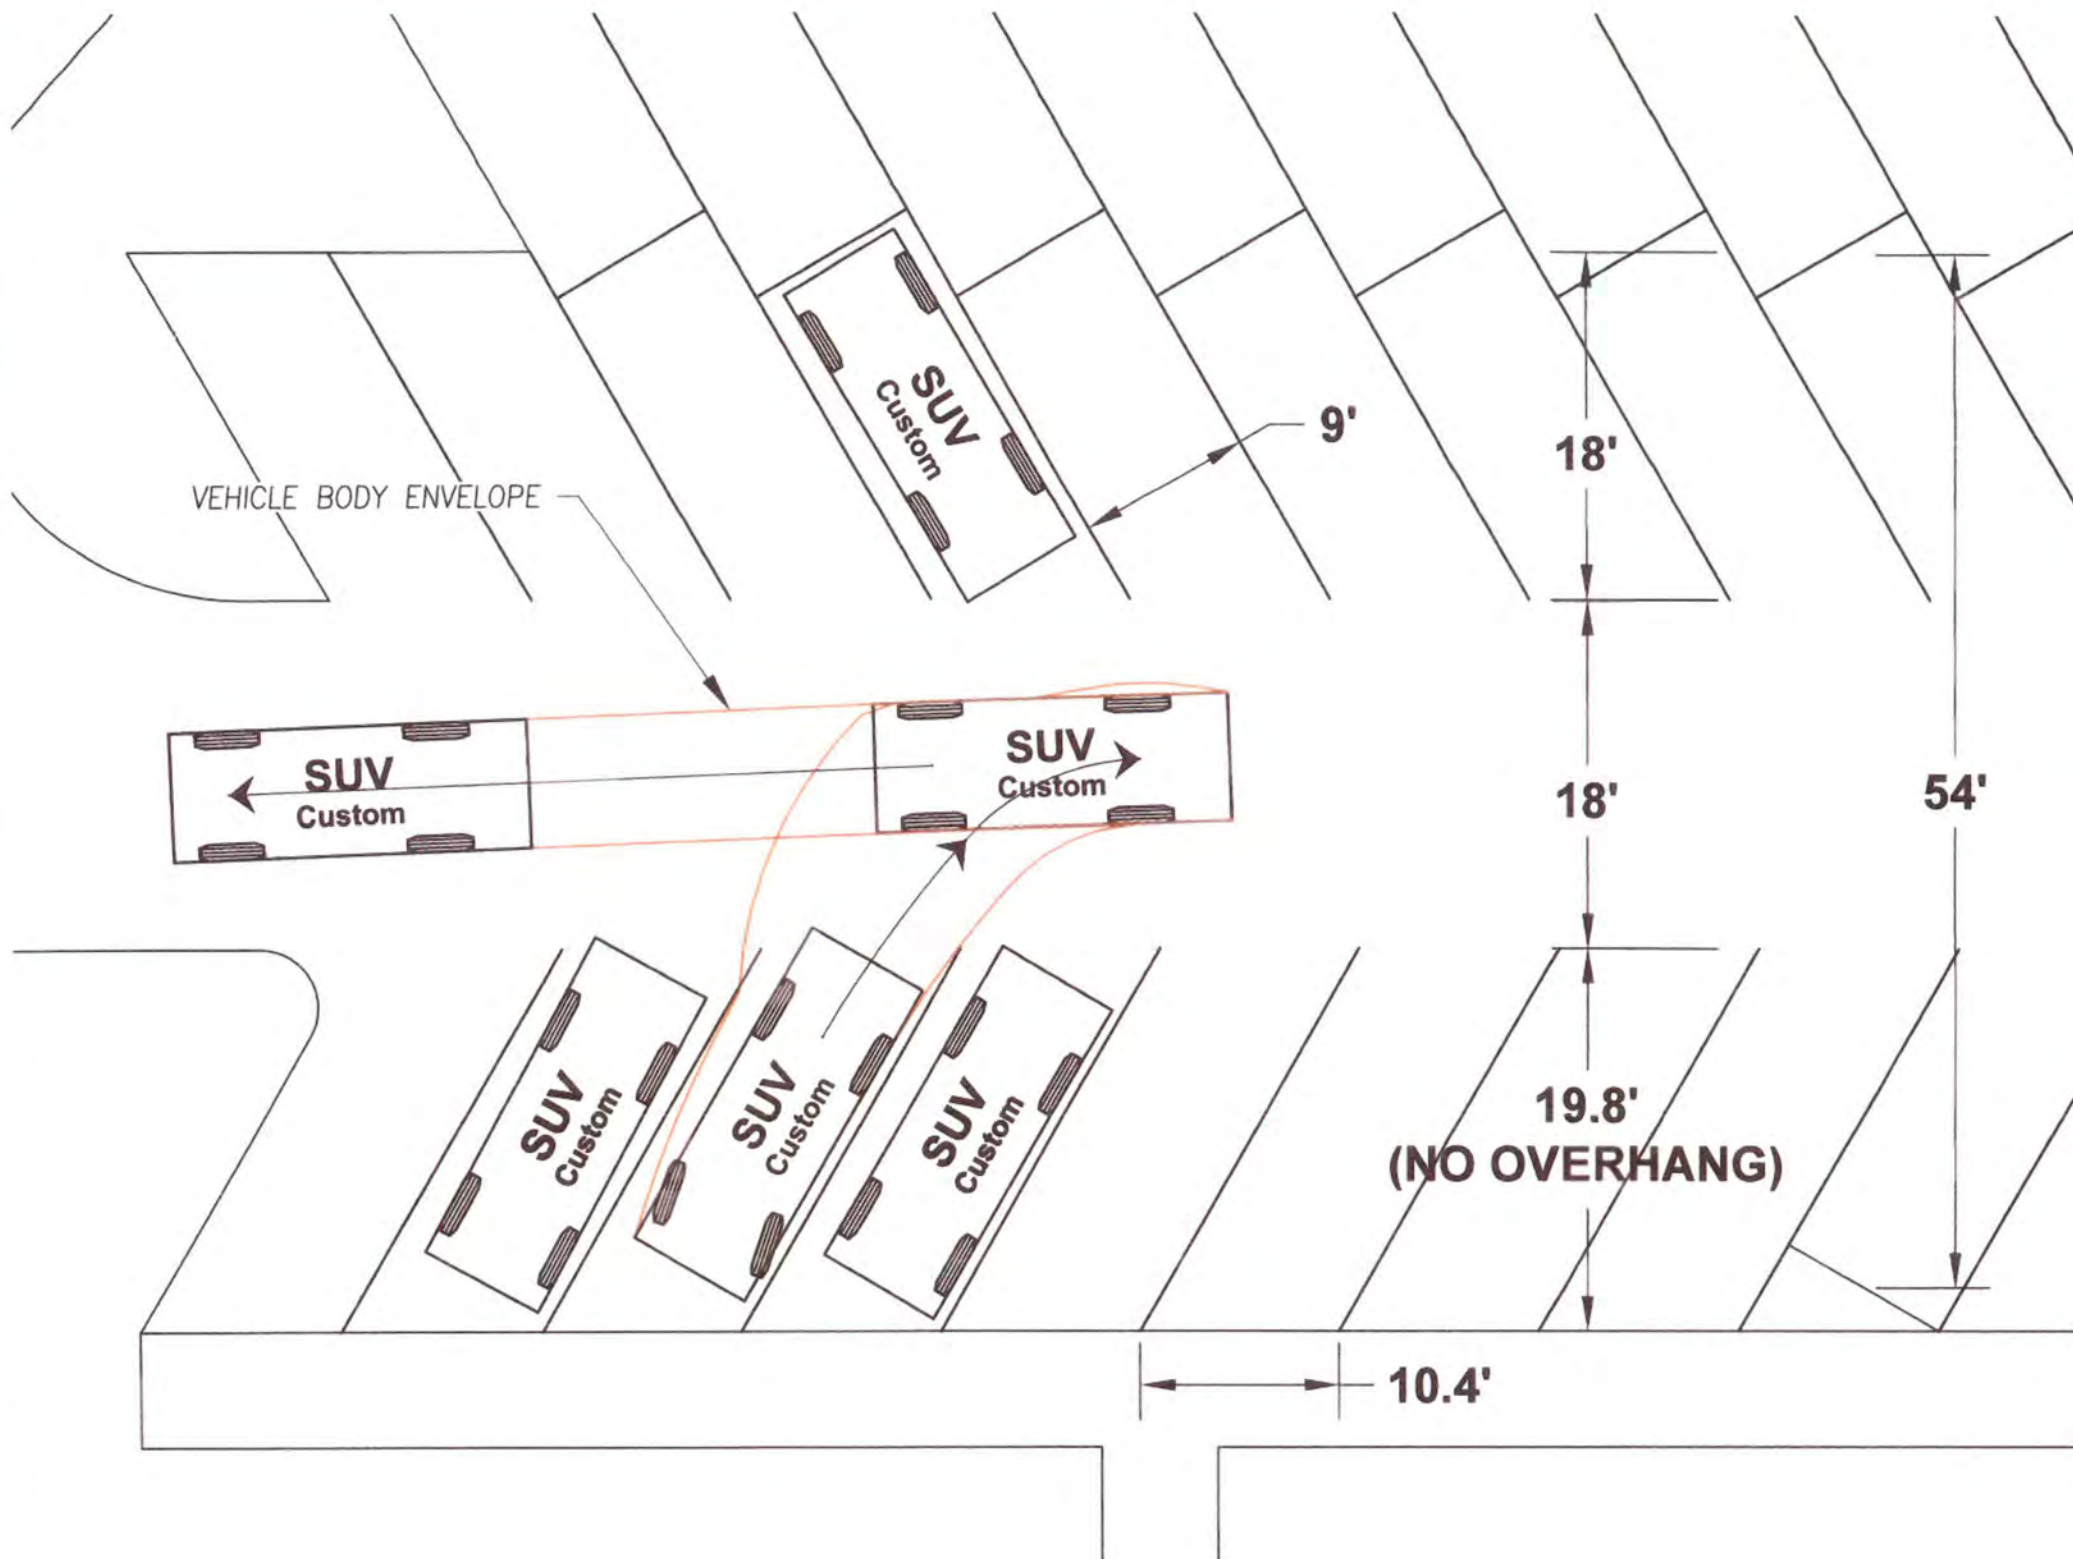 SUV
Custom
9'
18'
VEHICLE BODY ENVELOPE
SUV
Custom
SUV
Custom
18'
54'
SUV
Custom
SUV
Custom
SUV
Custom
19.8'
(NO OVERHANG)
10.4'